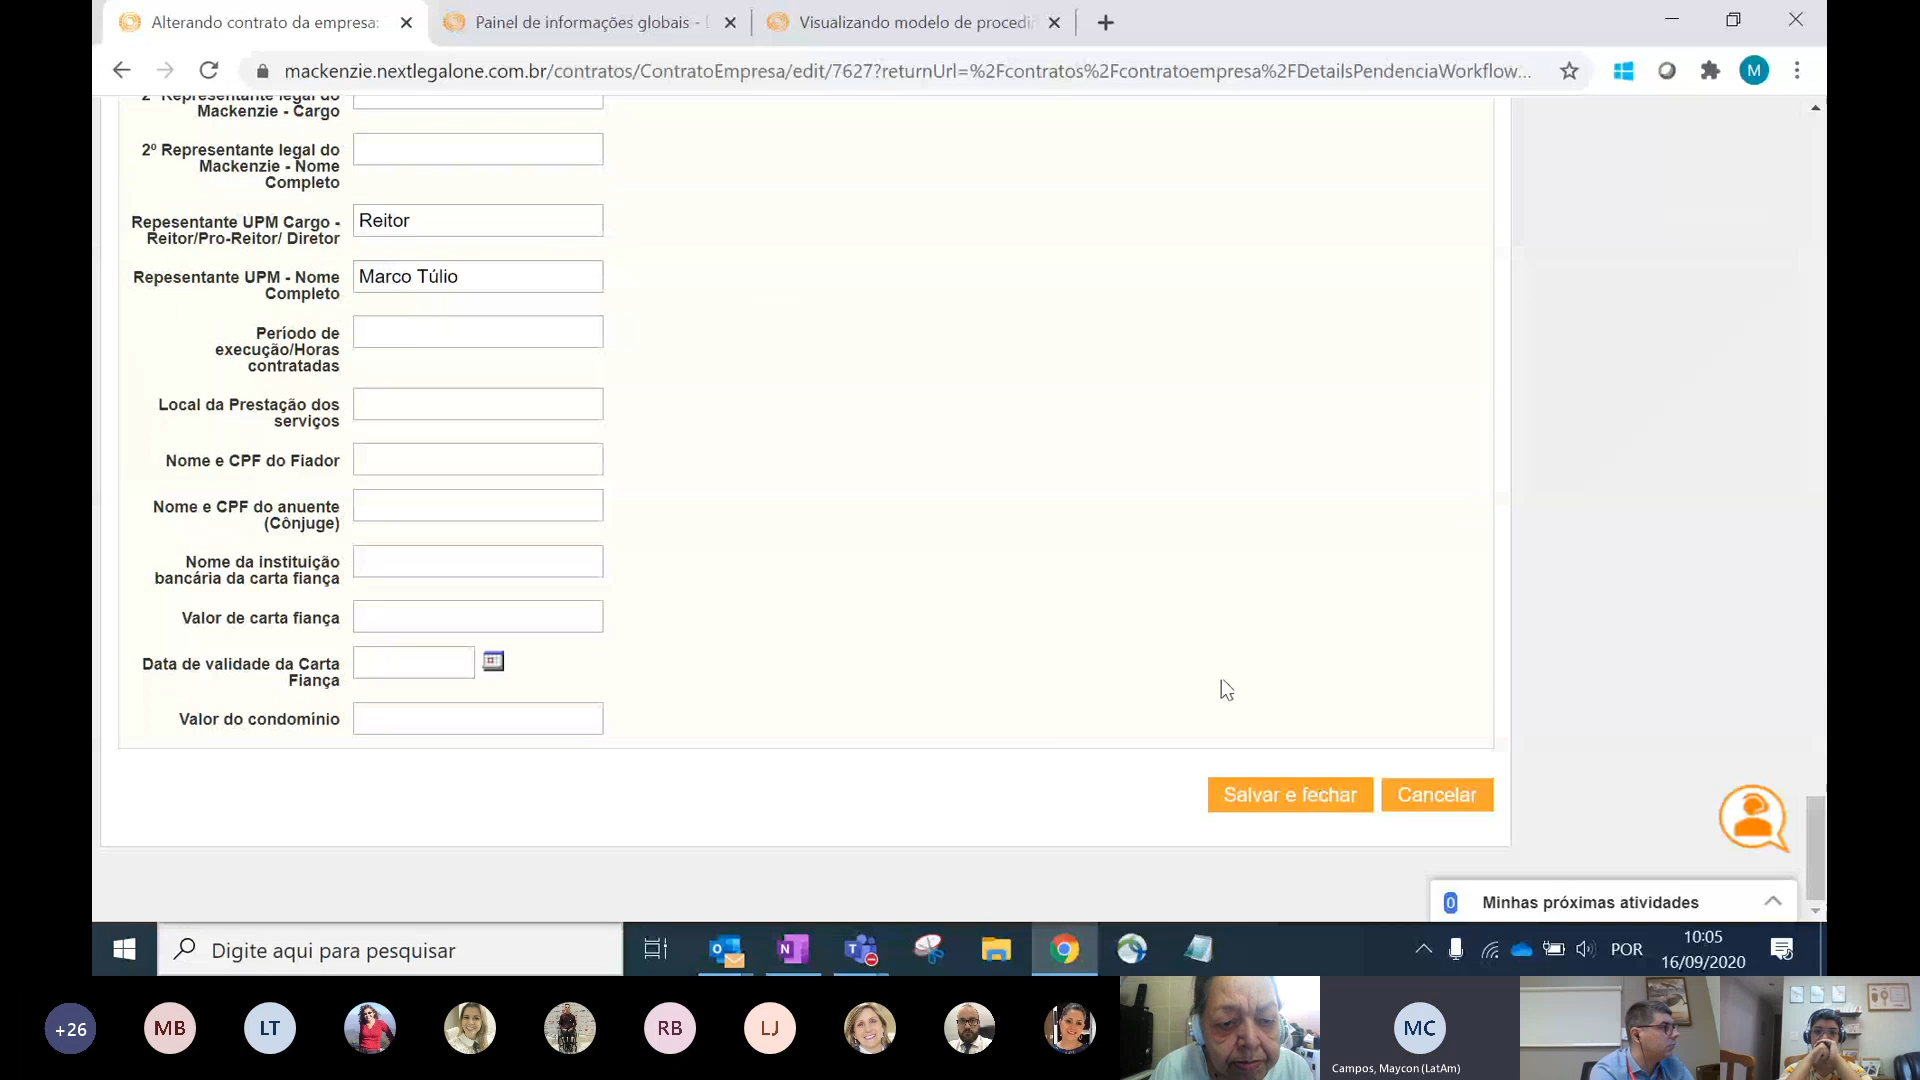 Alterando contrato da empresa:
Painel de informações globais -
Visualizando modelo de procedi
mackenzie.nextlegalone.com.br/contratos/ContratoEmpresa/edit/7627?returnUrl=%2Fcontratos%2Fcontratoempresa%2FDetailsPendenciaWorkflow...
M
2º Representante legal do
Mackenzie - Cargo
2º Representante legal do
Mackenzie - Nome
Completo
Repesentante UPM Cargo -
Reitor/Pro-Reitor/ Diretor
Reitor
Repesentante UPM - Nome
Completo
Marco Túlio
Período de
execução/Horas
contratadas
Local da Prestação dos
serviços
Nome e CPF do Fiador
Nome e CPF do anuente
(Cônjuge)
Nome da instituição
bancária da carta fiança
Valor de carta fiança
Data de validade da Carta
Fiança
Valor do condomínio
Salvar e fechar
Cancelar
0 Minhas próximas atividades
Digite aqui para pesquisar
POR
10:05
16/09/2020
+26
MB
LT
RB
LJ
MC
Campos, Maycon (LatAm)